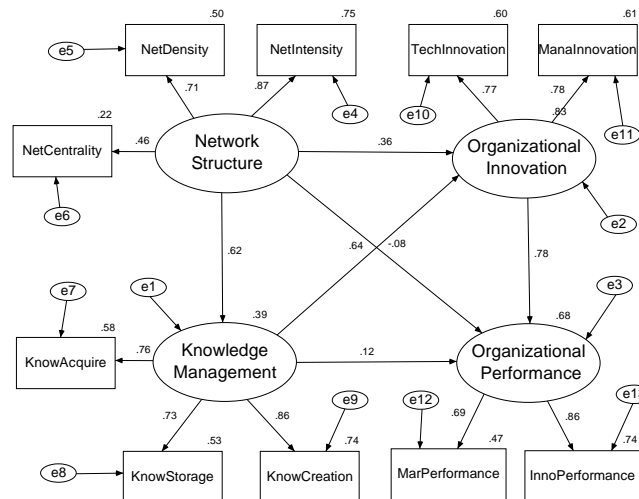 .50
.75
.60
.61
e5
NetDensity
NetIntensity
TechInnovation
ManaInnovation
.71
.87
.77
.78
e4
e10
.83
e11
.22
NetCentrality
.46
Network
Structure
.36
Organizational
Innovation
e6
e2
.62
.64
-.08
.78
e7
e1
e3
.58
.39
.68
KnowAcquire
.76
Knowledge
Management
.12
Organizational
Performance
.73
.86
e9
e12
.69
.86
e13
.53
.74
.47
.74
e8
KnowStorage
KnowCreation
MarPerformance
InnoPerformance